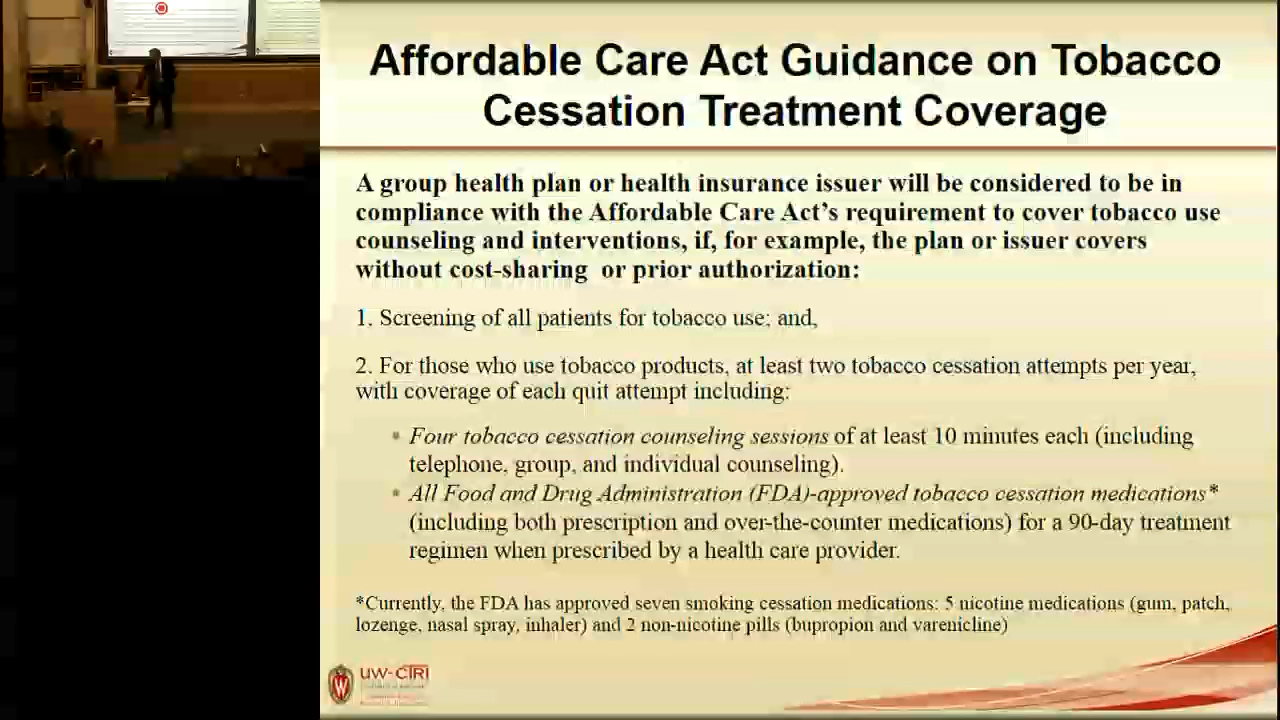 Affordable Care Act Guidance on Tobacco
Cessation Treatment Coverage
A group health plan or health insurance issuer will be considered to be in
compliance with the Affordable Care Act's requirement to cover tobacco use
counseling and interventions, if, for example, the plan or issuer covers
without cost-sharing or prior authorization:
1. Screening of all patients for tobacco use; and,
2. For those who use tobacco products, at least two tobacco cessation attempts per year,
with coverage of each quit attempt including:
Four tobacco cessation counseling sessions of at least 10 minutes each (including
telephone, group, and individual counseling).
All Food and Drug Administration (FDA)-approved tobacco cessation medications*
(including both prescription and over-the-counter medications) for a 90-day treatment
regimen when prescribed by a health care provider.
*Currently, the FDA has approved seven smoking cessation medications: 5 nicotine medications (gum, patch,
lozenge, nasal spray, inhaler) and 2 non-nicotine pills (bupropion and varenicline)
W
UW-CTRI